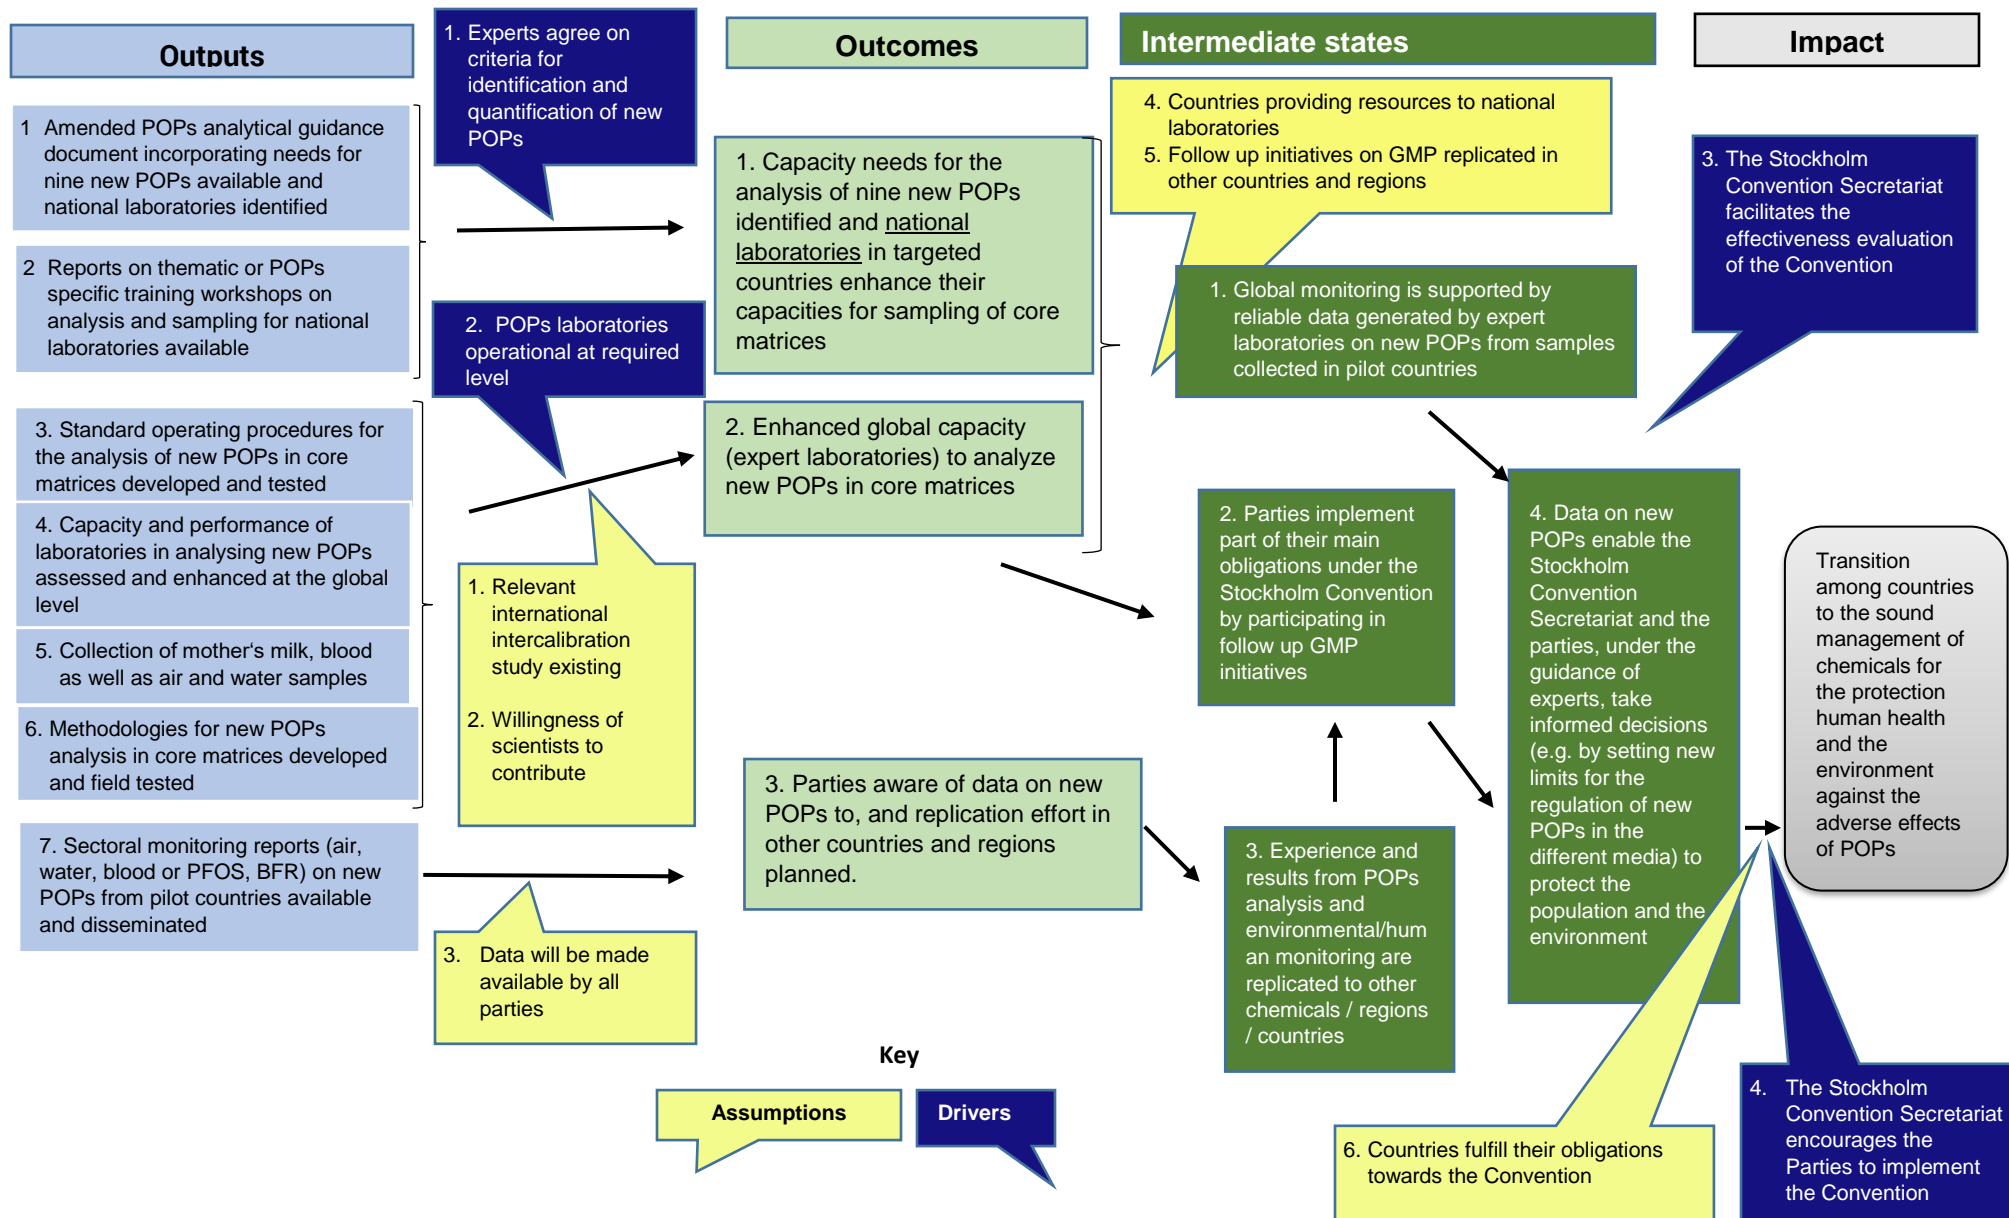 Outputs
1 Amended POPs analytical guidance
document incorporating needs for
nine new POPs available and
national laboratories identified
2 Reports on thematic or POPs
specific training workshops on
analysis and sampling for national
laboratories available
3. Standard operating procedures for
the analysis of new POPs in core
matrices developed and tested
4. Capacity and performance of
laboratories in analysing new POPs
assessed and enhanced at the global
level
5. Collection of mother's milk, blood
as well as air and water samples
6. Methodologies for new POPs
analysis in core matrices developed
and field tested
7. Sectoral monitoring reports (air,
water, blood or PFOS, BFR) on new
POPs from pilot countries available
and disseminated
1. Experts agree on
criteria for
identification and
quantification of new
POPs
2. POPs laboratories
operational at required
level
1. Relevant
international
intercalibration
study existing
2. Willingness of
scientists to
contribute
3. Data will be made
available by all
parties
Outcomes
1. Capacity needs for the
analysis of nine new POPs
identified and national
laboratories in targeted
countries enhance their
capacities for sampling of core
matrices
2. Enhanced global capacity
(expert laboratories) to analyze
new POPs in core matrices
3. Parties aware of data on new
POPs to, and replication effort in
other countries and regions
planned.
Intermediate states
4. Countries providing resources to national
laboratories
5. Follow up initiatives on GMP replicated in
other countries and regions
1. Global monitoring is supported by
reliable data generated by expert
laboratories on new POPs from samples
collected in pilot countries
2. Parties implement
part of their main
obligations under the
Stockholm Convention
by participating in
follow up GMP
initiatives
3. Experience and
results from POPs
analysis and
environmental/hum
an monitoring are
replicated to other
chemicals / regions
/ countries
4. Data on new
POPs enable the
Stockholm
Convention
Secretariat and the
parties, under the
guidance of
experts, take
informed decisions
(e.g. by setting new
limits for the
regulation of new
POPs in the
different media) to
protect the
population and the
environment
Impact
3. The Stockholm
Convention Secretariat
facilitates the
effectiveness evaluation
of the Convention
Transition
among countries
to the sound
management of
chemicals for
the protection
human health
and the
environment
against the
adverse effects
of POPs
6. Countries fulfill their obligations
towards the Convention
4. The Stockholm
Convention Secretariat
encourages the
Parties to implement
the Convention
Key
Assumptions
Drivers